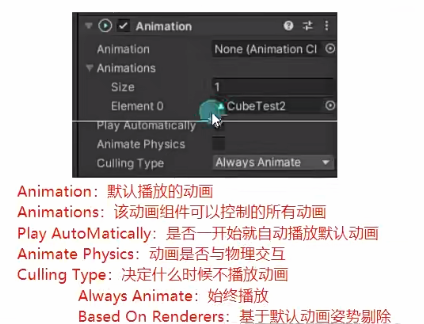 Animation
Animation None (Animation Cl
Animations
Size 1
Element 0 CubeTest2
Play Automatically
Animate Physics
Culling Type Always Animate
Animation：默认播放的动画
Animations：该动画组件可以控制的所有动画
Play AutoMatically：是否一开始就自动播放默认动画
Animate Physics：动画是否与物理交互
Culling Type：决定什么时候不播放动画
Always Animate：始终播放
Based On Renderers：基于默认动画姿势剔除